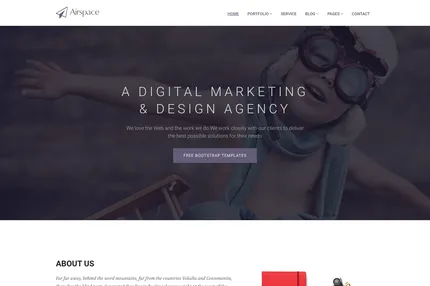 Airspace
HOME PORTFOLIO SERVICE BLOG PAGES CONTACT
A DIGITAL MARKETING
& DESIGN AGENCY
We love the Web and the work we do.We work closely with our clients to deliver
the best possible solutions for their needs
FREE BOOTSTRAP TEMPLATES
ABOUT US
Far far away, behind the word mountains, far from the countries Vokalia and Consonantia,